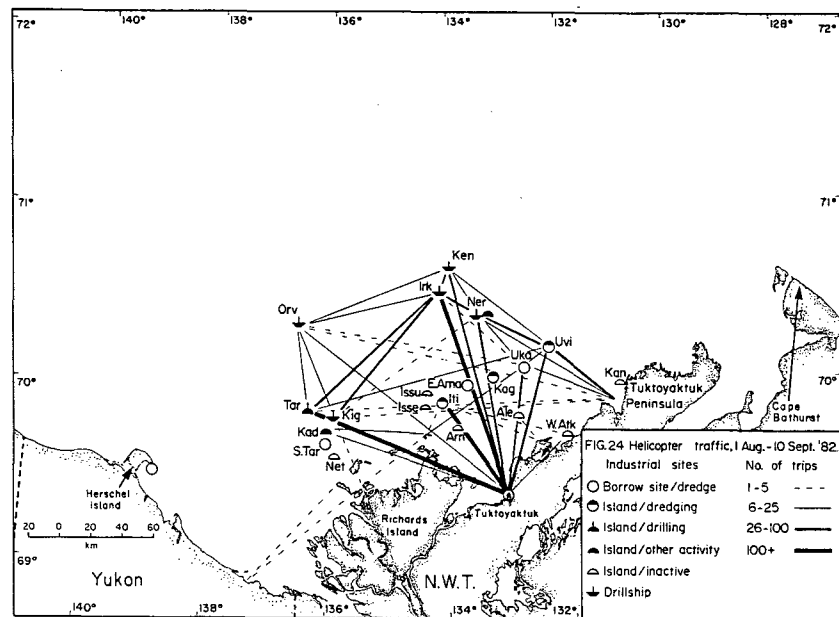 72°
140°
138°
136°
134°
132°
130°
128°
72°
71°
71°
Ken
Irk
Ner
Orv
Uvi
Uka
Kan
70°
70°
E.Ama
Kag
Tuktoyaktuk
Peninsula
Cape
Bathurst
Issu
Iti
Isse
Tar
Kig
Ale
Kad
Arn
W.Atk
S.Tar
Net
Herschel
Island
20 0 20 40 60
km
Richards
Island
Tuktoyaktuk
69°
Yukon
N.W.T.
140°
138°
136°
134°
132°
FIG.24 Helicopter traffic, 1 Aug.-10 Sept. '82.
Industrial sites No. of trips
Borrow site/dredge 1-5
Island/dredging 6-25
Island/drilling 26-100
Island/other activity 100+
Island/inactive
Drillship